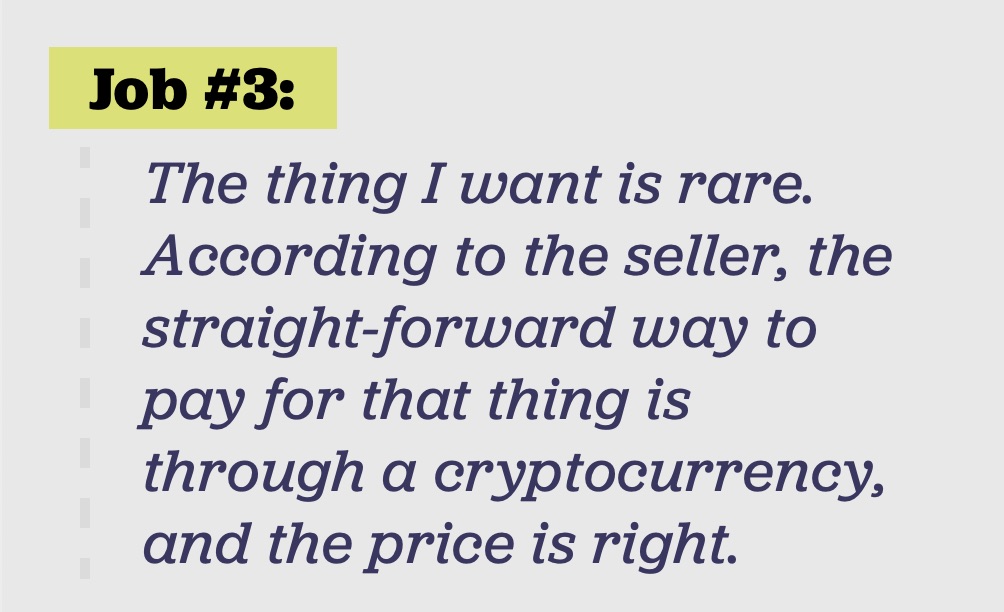 Job #3:
The thing I want is rare.
According to the seller, the
straight-forward way to
pay for that thing is
through a cryptocurrency,
and the price is right.